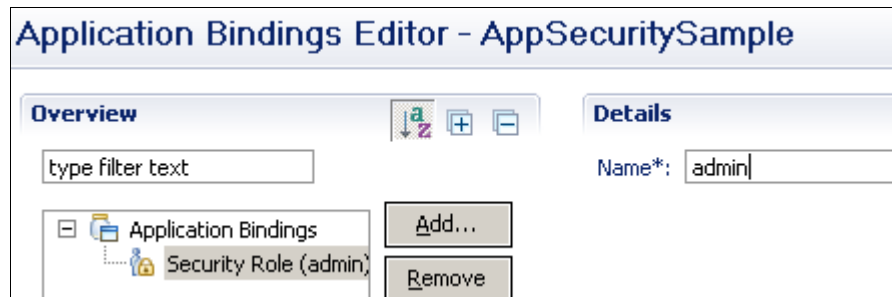 Application Bindings Editor - AppSecuritySample
Overview
a
z
Details
type filter text
Name*: admin
Application Bindings
Add...
Security Role (admin)
Remove